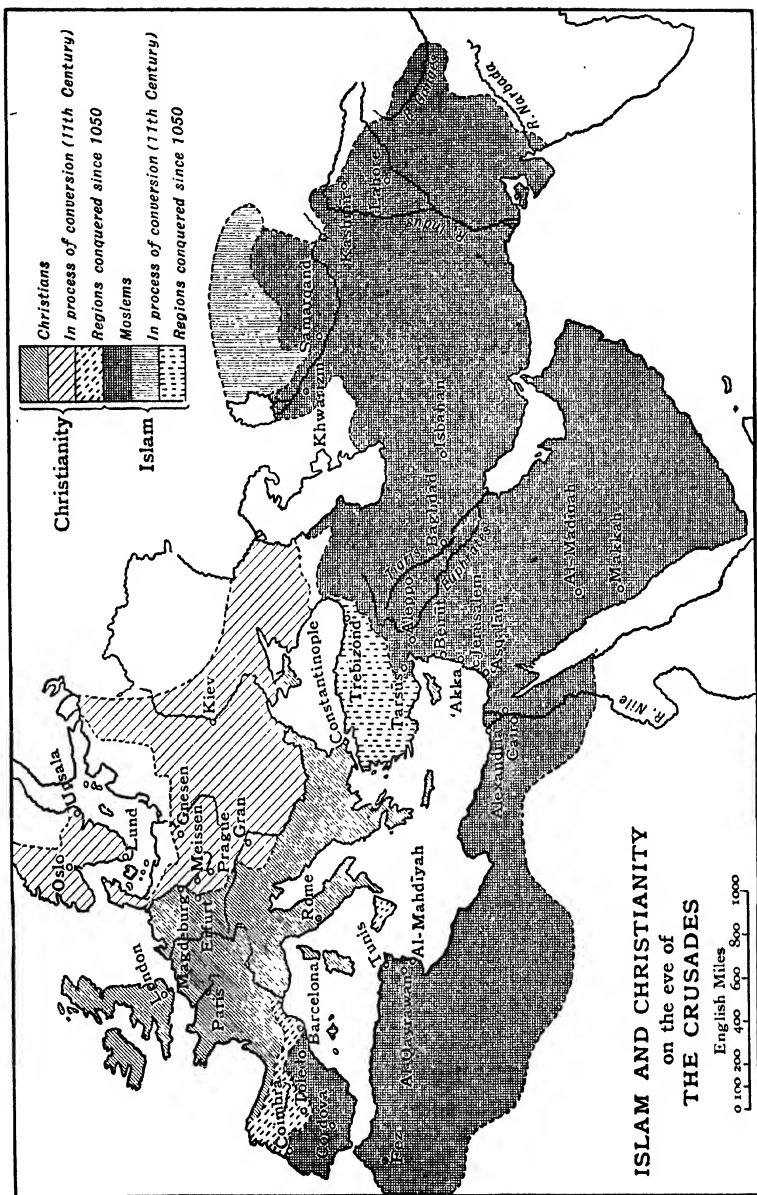 Christianity
Islam
Christians
In process of conversion (11th Century)
Regions conquered since 1050
Moslems
In process of conversion (11th Century)
Regions conquered since 1050
Oslo
Upsala
Lund
Kiev
Gnesen
Meissen
Prague
Gran
Magdeburg
Erfurt
London
Paris
Rome
Constantinople
Trebizond
Tarsus
Aleppo
Beirut
'Akka
Jerusalem
Asqalan
Tigris
Euphrates
Baghdad
Isbahan
Khwarizm
Samarqand
Kashmir
Lahore
R. Indus
R. Ganges
R. Narbada
Coimbra
Toledo
Cordova
Barcelona
Tunis
Al-Mahdiyah
Al-Qayrawan
Fez
Alexandria
Cairo
R. Nile
Al-Madinah
Makkah
ISLAM AND CHRISTIANITY
on the eve of
THE CRUSADES
English Miles
0 100 200 400 600 800 1000